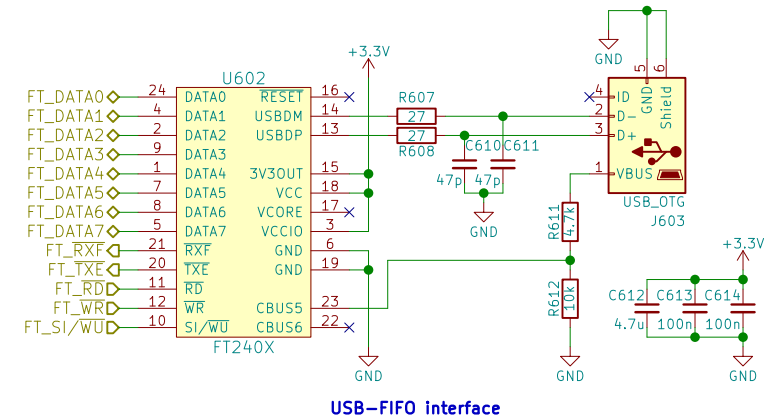 +3.3V
GND
5
6
U602
FT_DATA0 24 DATA0 RESET 16
R607
4 ID
GND
Shield
FT_DATA1 4 DATA1 USBDM 14
27
2 D-
FT_DATA2 2 DATA2 USBDP 13
27
3 D+
R608
C610 C611
FT_DATA3 9 DATA3
FT_DATA4 1 DATA4 3V3OUT 15
47p 47p
1 VBUS
FT_DATA5 7 DATA5 VCC 18
USB_OTG
FT_DATA6 8 DATA6 VCORE 17
J603
FT_DATA7 5 DATA7 VCCIO 3
GND
R611
4.7k
FT_RXF 21 RXF GND 6
+3.3V
FT_TXE 20 TXE GND 19
FT_RD 11 RD
R612
10k
C612 C613 C614
FT_WR 12 WR CBUS5 23
4.7u 100n 100n
FT_SI/WU 10 SI/WU CBUS6 22
FT240X
GND
GND
GND
USB-FIFO interface